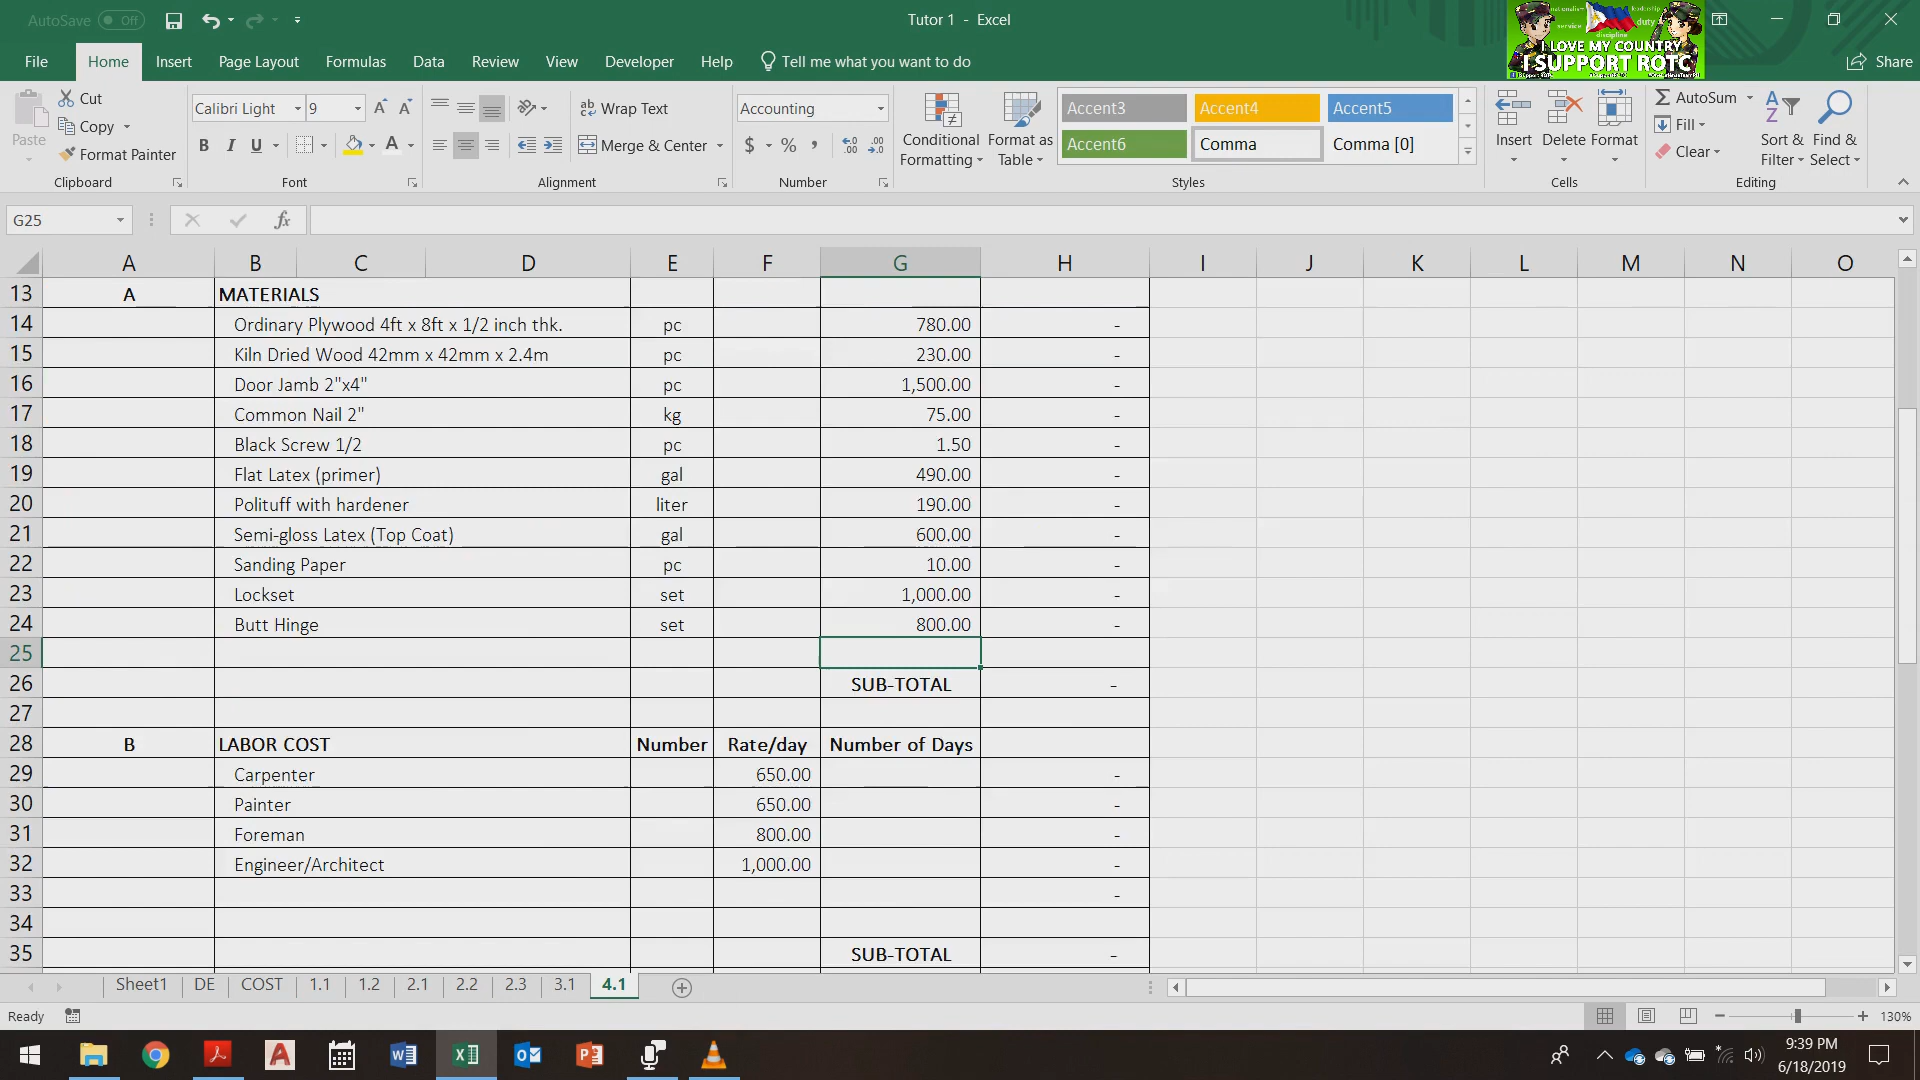 AutoSave Off Tutor 1 - Excel
nationalism leadership
service duty
discipline
I LOVE MY COUNTRY
I SUPPORT ROTC
File Home Insert Page Layout Formulas Data Review View Developer Help Tell me what you want to do Share
Paste Cut Copy Format Painter Clipboard
Calibri Light 9 A A B I U A Font
Wrap Text Merge & Center Alignment
Accounting $ % , Number
Conditional Formatting Format as Table Accent3 Accent4 Accent5 Accent6 Comma Comma [0] Styles
Insert Delete Format Cells
AutoSum Fill Clear Sort & Filter Find & Select Editing
G25 fx
A B C D E F G H I J K L M N O
13 A MATERIALS
14 Ordinary Plywood 4ft x 8ft x 1/2 inch thk. pc 780.00 -
15 Kiln Dried Wood 42mm x 42mm x 2.4m pc 230.00 -
16 Door Jamb 2"x4" pc 1,500.00 -
17 Common Nail 2" kg 75.00 -
18 Black Screw 1/2 pc 1.50 -
19 Flat Latex (primer) gal 490.00 -
20 Polituff with hardener liter 190.00 -
21 Semi-gloss Latex (Top Coat) gal 600.00 -
22 Sanding Paper pc 10.00 -
23 Lockset set 1,000.00 -
24 Butt Hinge set 800.00 -
25
26 SUB-TOTAL -
27
28 B LABOR COST Number Rate/day Number of Days
29 Carpenter 650.00 -
30 Painter 650.00 -
31 Foreman 800.00 -
32 Engineer/Architect 1,000.00 -
33 -
34
35 SUB-TOTAL -
Sheet1 DE COST 1.1 1.2 2.1 2.2 2.3 3.1 4.1
Ready 130%
9:39 PM
6/18/2019